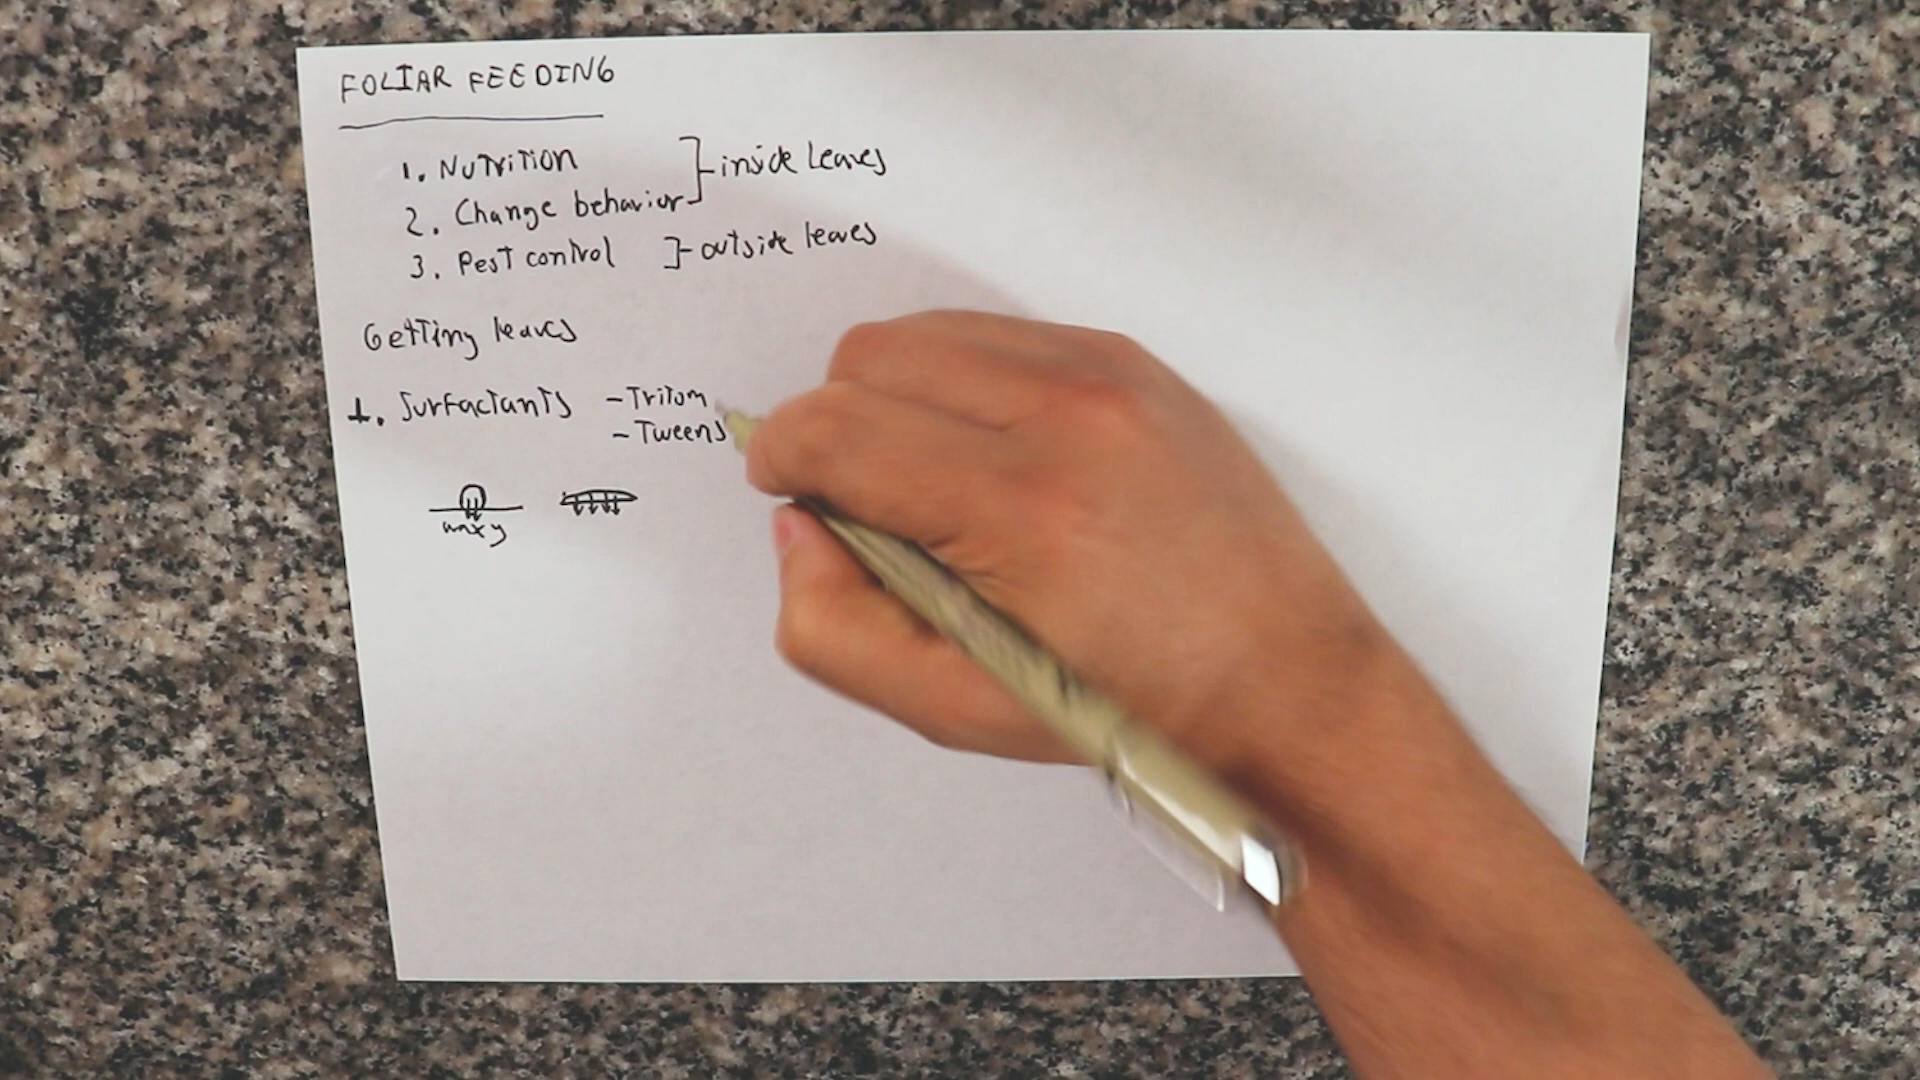 FOLIAR FEEDING
1. Nutrition
2. Change behavior
inside leaves
3. Pest control
outside leaves
Getting leaves
1. Surfactants
- Tritom
- Tweens
waxy